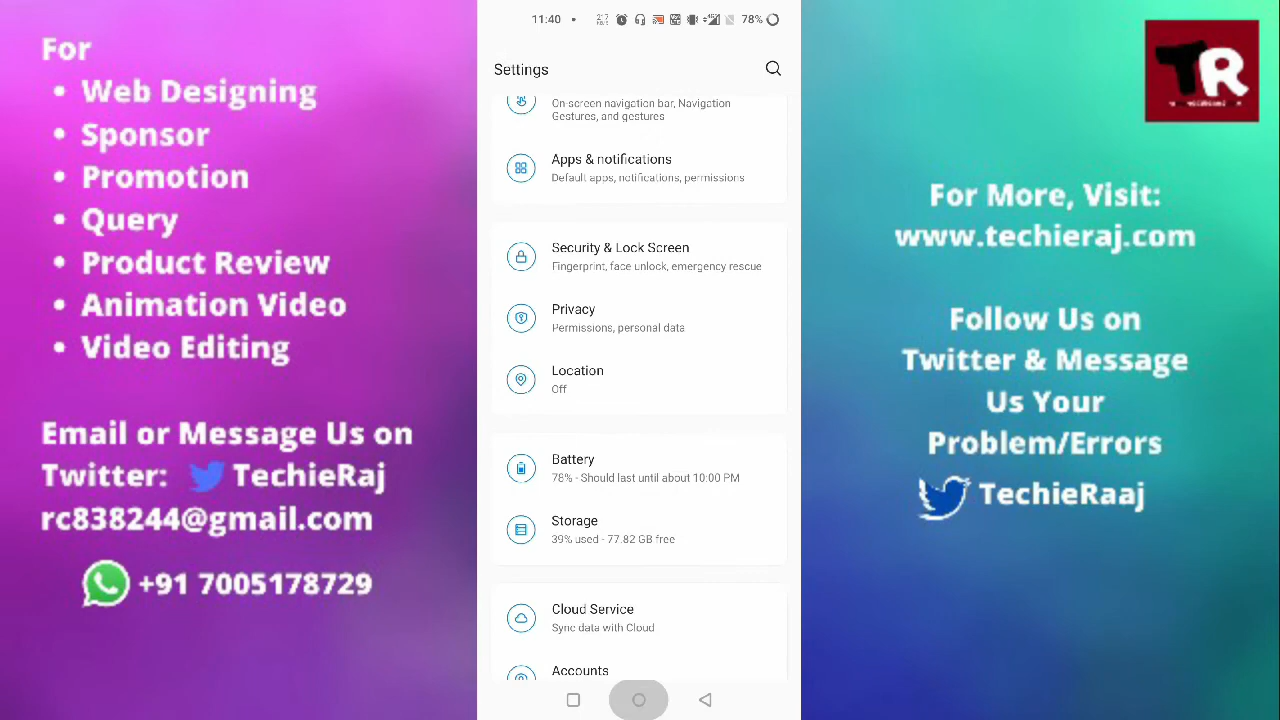 For
• Web Designing
• Sponsor
• Promotion
• Query
• Product Review
• Animation Video
• Video Editing
Email or Message Us on
Twitter: TechieRaj
rc838244@gmail.com
+91 7005178729
11:40 78%
Settings
On-screen navigation bar, Navigation
Gestures, and gestures
Apps & notifications
Default apps, notifications, permissions
Security & Lock Screen
Fingerprint, face unlock, emergency rescue
Privacy
Permissions, personal data
Location
Off
Battery
78% - Should last until about 10:00 PM
Storage
39% used - 77.82 GB free
Cloud Service
Sync data with Cloud
Accounts
TR
For More, Visit:
www.techieraj.com
Follow Us on
Twitter & Message
Us Your
Problem/Errors
TechieRaaj